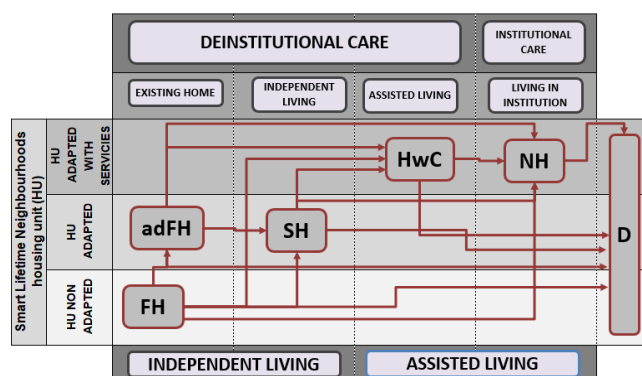 DEINSTITUTIONAL CARE
INSTITUTIONAL
CARE
EXISTING HOME
INDEPENDENT
LIVING
ASSISTED LIVING
LIVING IN
INSTITUTION
Smart Lifetime Neighbourhoods
housing unit (HU)
HU
ADAPTED
WITH
SERVICIES
HwC
NH
HU
ADAPTED
adFH
SH
D
HU NON
ADAPTED
FH
INDEPENDENT LIVING
ASSISTED LIVING